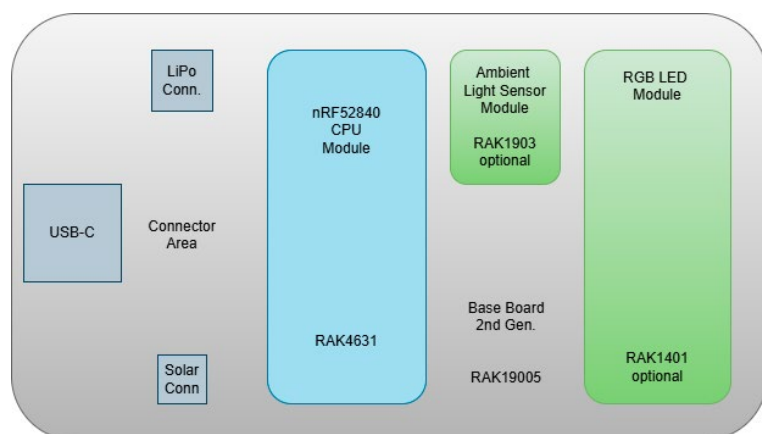 LiPo
Conn.
USB-C
Connector
Area
Solar
Conn
nRF52840
CPU
Module
RAK4631
Ambient
Light Sensor
Module
RAK1903
optional
Base Board
2nd Gen.
RAK19005
RGB LED
Module
RAK1401
optional